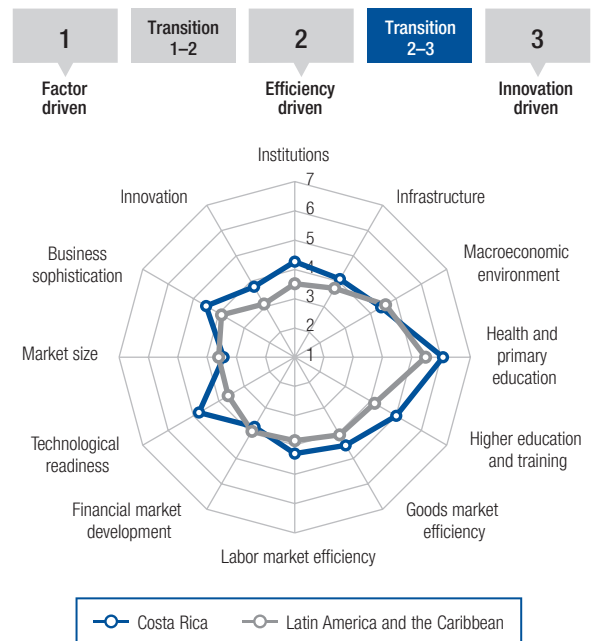 1
Transition
1–2
2
Transition
2–3
3
Factor
driven
Efficiency
driven
Innovation
driven
Institutions
7
6
5
4
3
2
1
Infrastructure
Macroeconomic
environment
Health and
primary
education
Higher education
and training
Goods market
efficiency
Labor market efficiency
Financial market
development
Technological
readiness
Market size
Business
sophistication
Innovation
Costa Rica
Latin America and the Caribbean